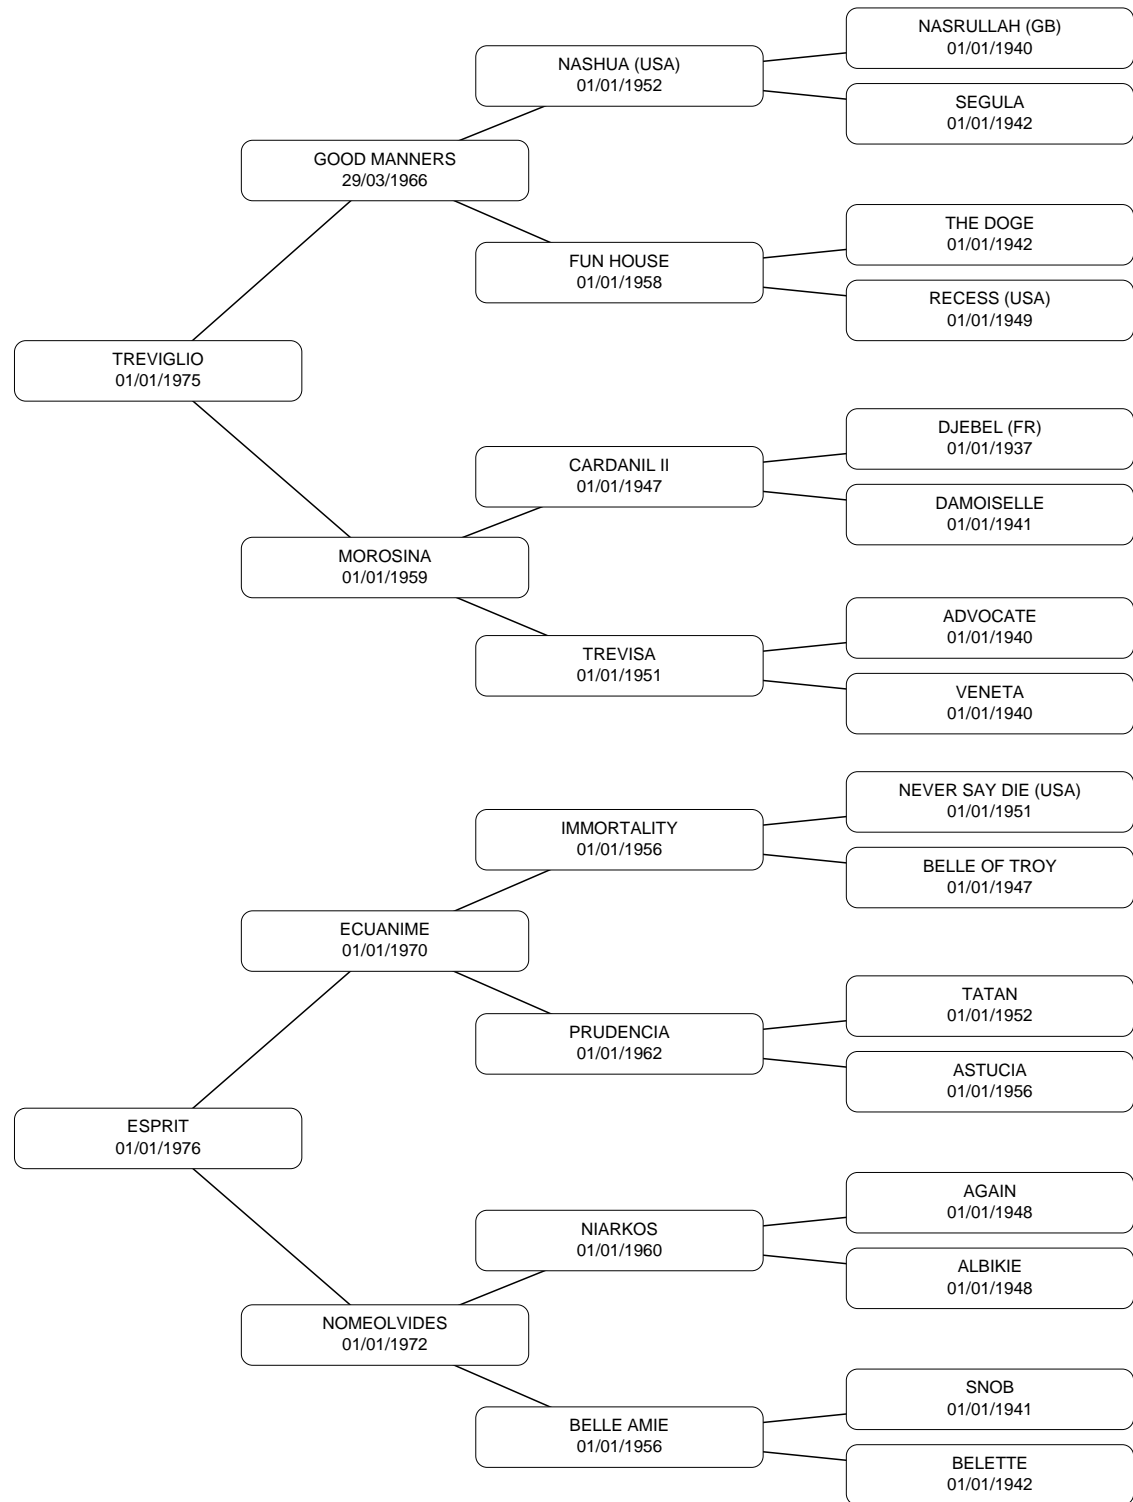 NASRULLAH (GB)
01/01/1940
NASHUA (USA)
01/01/1952
SEGULA
01/01/1942
GOOD MANNERS
29/03/1966
THE DOGE
01/01/1942
FUN HOUSE
01/01/1958
RECESS (USA)
01/01/1949
TREVIGLIO
01/01/1975
DJEBEL (FR)
01/01/1937
CARDANIL II
01/01/1947
DAMOISELLE
01/01/1941
MOROSINA
01/01/1959
ADVOCATE
01/01/1940
TREVISA
01/01/1951
VENETA
01/01/1940
NEVER SAY DIE (USA)
01/01/1951
IMMORTALITY
01/01/1956
BELLE OF TROY
01/01/1947
ECUANIME
01/01/1970
TATAN
01/01/1952
PRUDENCIA
01/01/1962
ASTUCIA
01/01/1956
ESPRIT
01/01/1976
AGAIN
01/01/1948
NIARKOS
01/01/1960
ALBIKIE
01/01/1948
NOMEOLVIDES
01/01/1972
SNOB
01/01/1941
BELLE AMIE
01/01/1956
BELETTE
01/01/1942